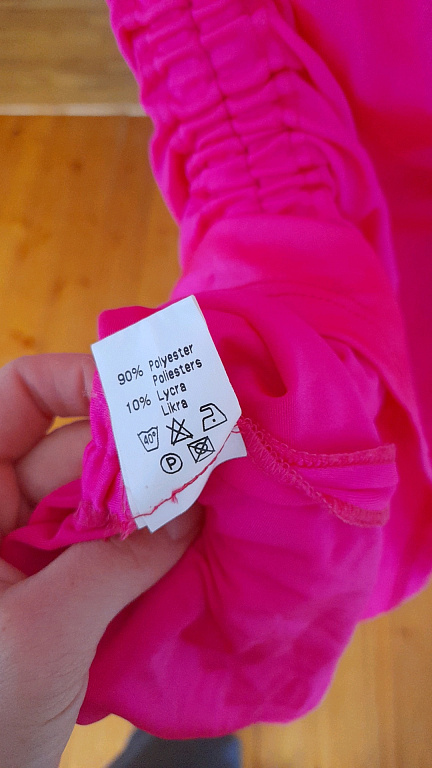 90% Polyester
Poliesters
10% Lycra
Likra
40°
P